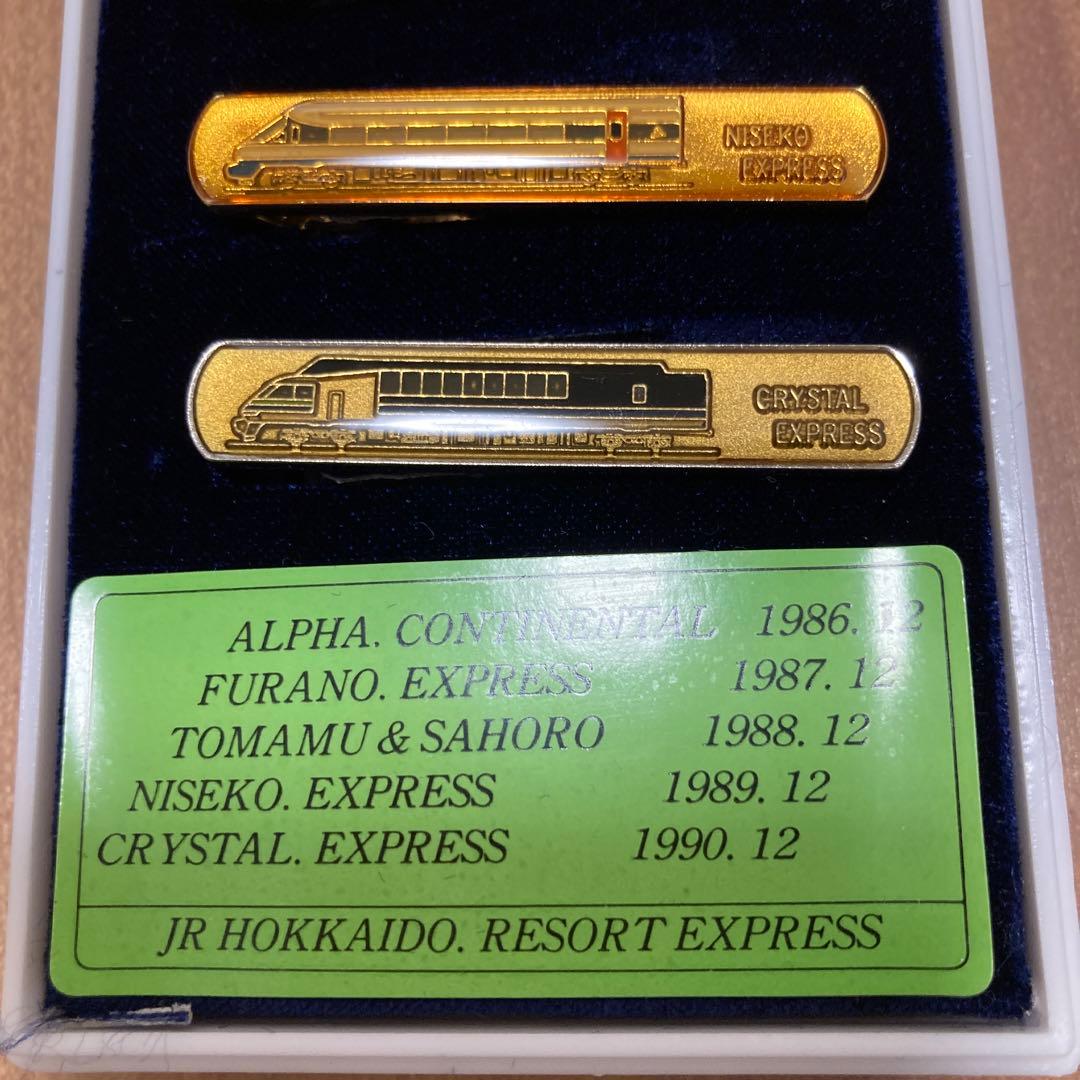 NISEKO
EXPRESS
CRYSTAL
EXPRESS
ALPHA. CONTINENTAL 1986. 12
FURANO. EXPRESS 1987. 12
TOMAMU & SAHORO 1988. 12
NISEKO. EXPRESS 1989. 12
CRYSTAL. EXPRESS 1990. 12
JR HOKKAIDO. RESORT EXPRESS